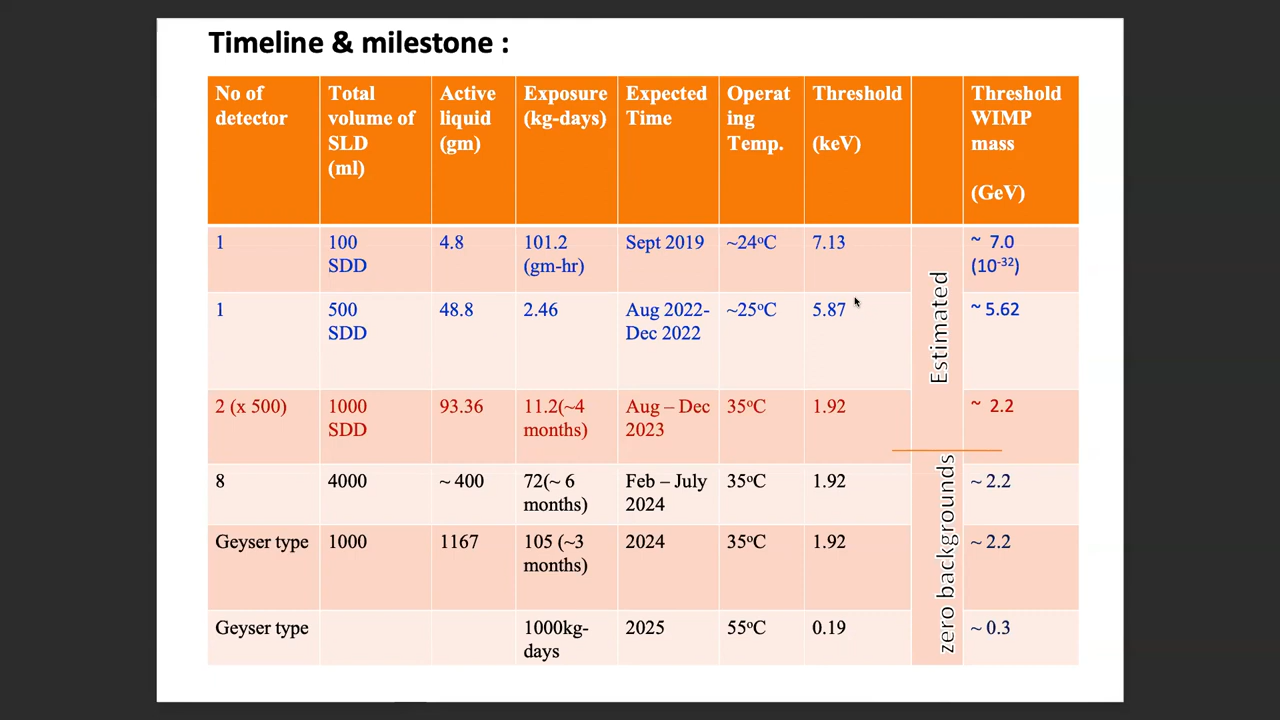 Timeline & milestone :
No of
detector
Total
volume of
SLD
(ml)
Active
liquid
(gm)
Exposure
(kg-days)
Expected
Time
Operat
ing
Temp.
Threshold
(keV)
Threshold
WIMP
mass
(GeV)
1
100
SDD
4.8
101.2
(gm-hr)
Sept 2019
~24°C
7.13
~ 7.0
(10⁻³²)
1
500
SDD
48.8
2.46
Aug 2022-
Dec 2022
~25°C
5.87
~ 5.62
2 (x 500)
1000
SDD
93.36
11.2(~4
months)
Aug – Dec
2023
35°C
1.92
~ 2.2
8
4000
~ 400
72(~ 6
months)
Feb – July
2024
35°C
1.92
~ 2.2
Geyser type
1000
1167
105 (~3
months)
2024
35°C
1.92
~ 2.2
Geyser type
1000kg-
days
2025
55°C
0.19
~ 0.3
Estimated
zero backgrounds